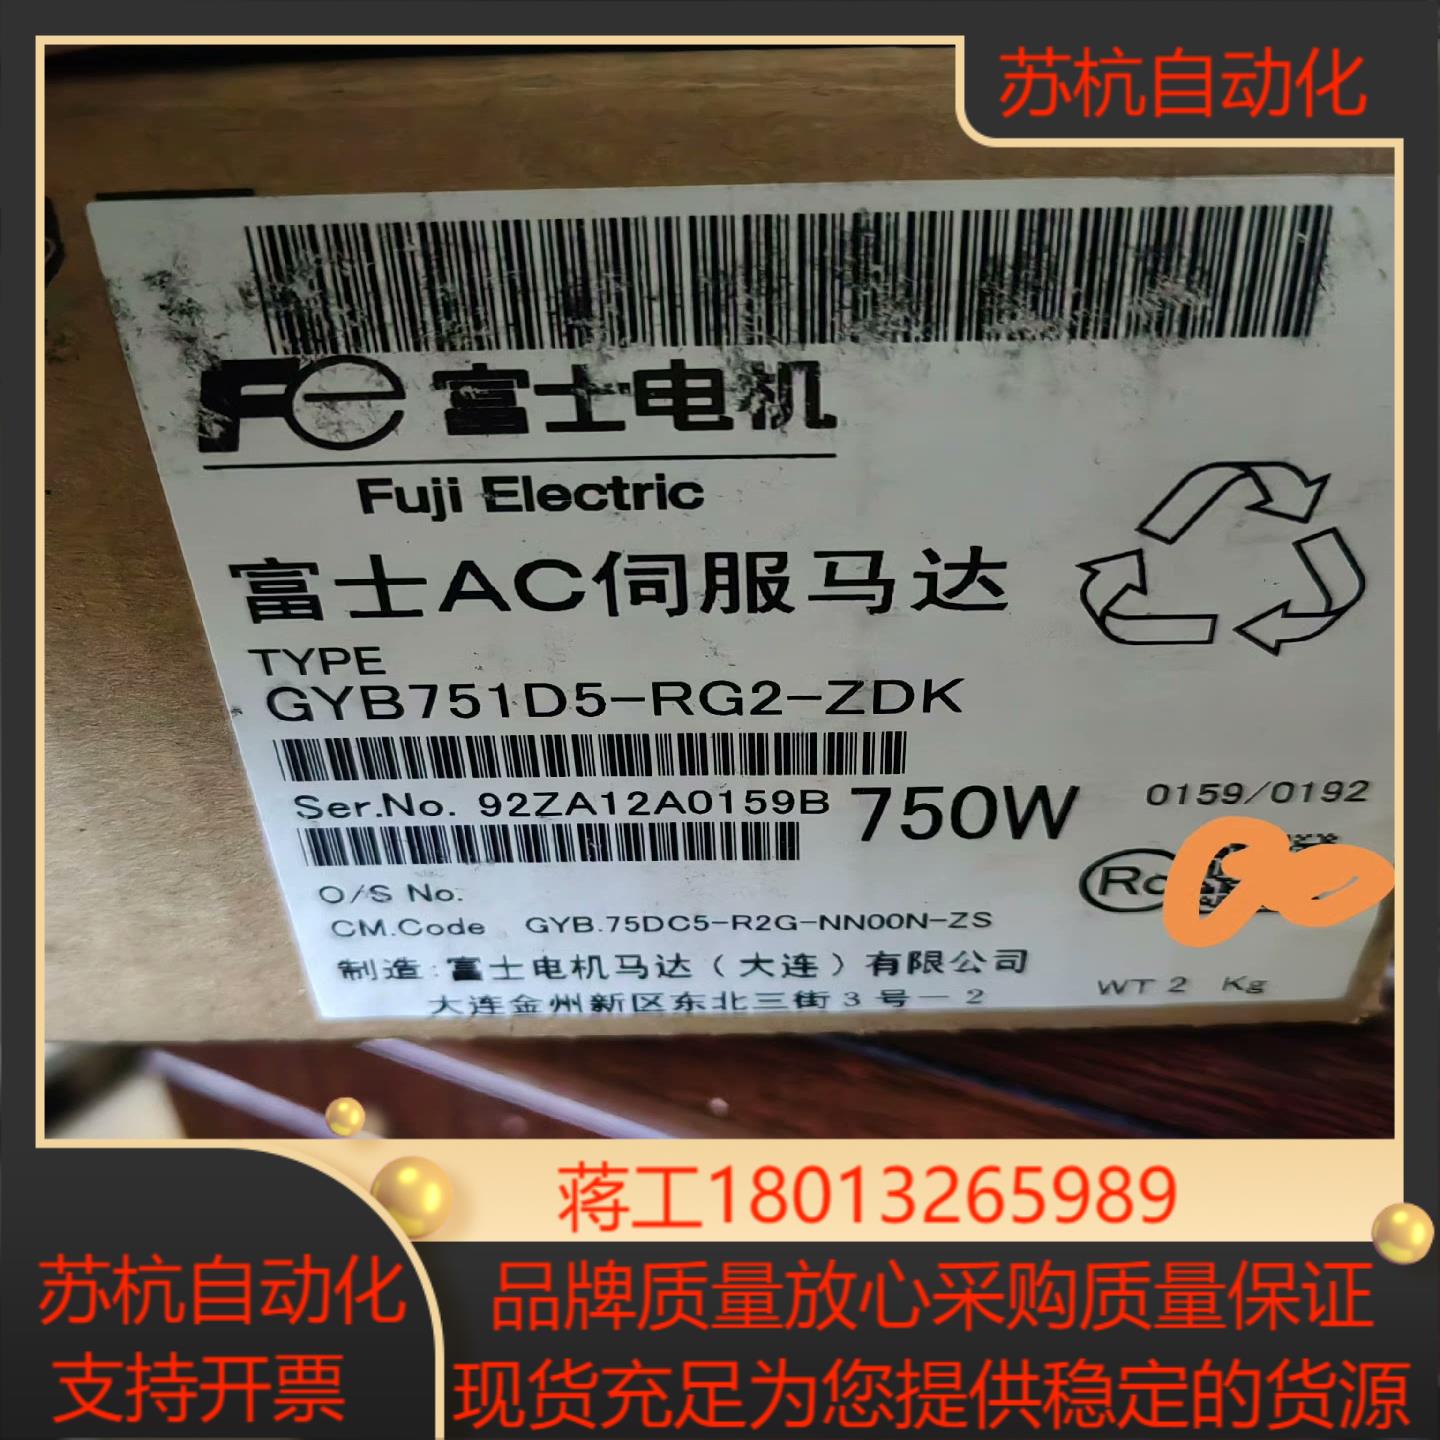 苏杭自动化
Fe 富士电机
Fuji Electric
富士AC伺服马达
TYPE
GYB751D5-RG2-ZDK
Ser.No. 92ZA12A0159B
750W
0159/0192
O/S No.
CM.Code GYB.75DC5-R2G-NN00N-ZS
制造:富士电机马达(大连)有限公司
大连金州新区东北三街3号-2
WT 2 Kg
蒋工18013265989
苏杭自动化
支持开票
品牌质量放心采购质量保证
现货充足为您提供稳定的货源